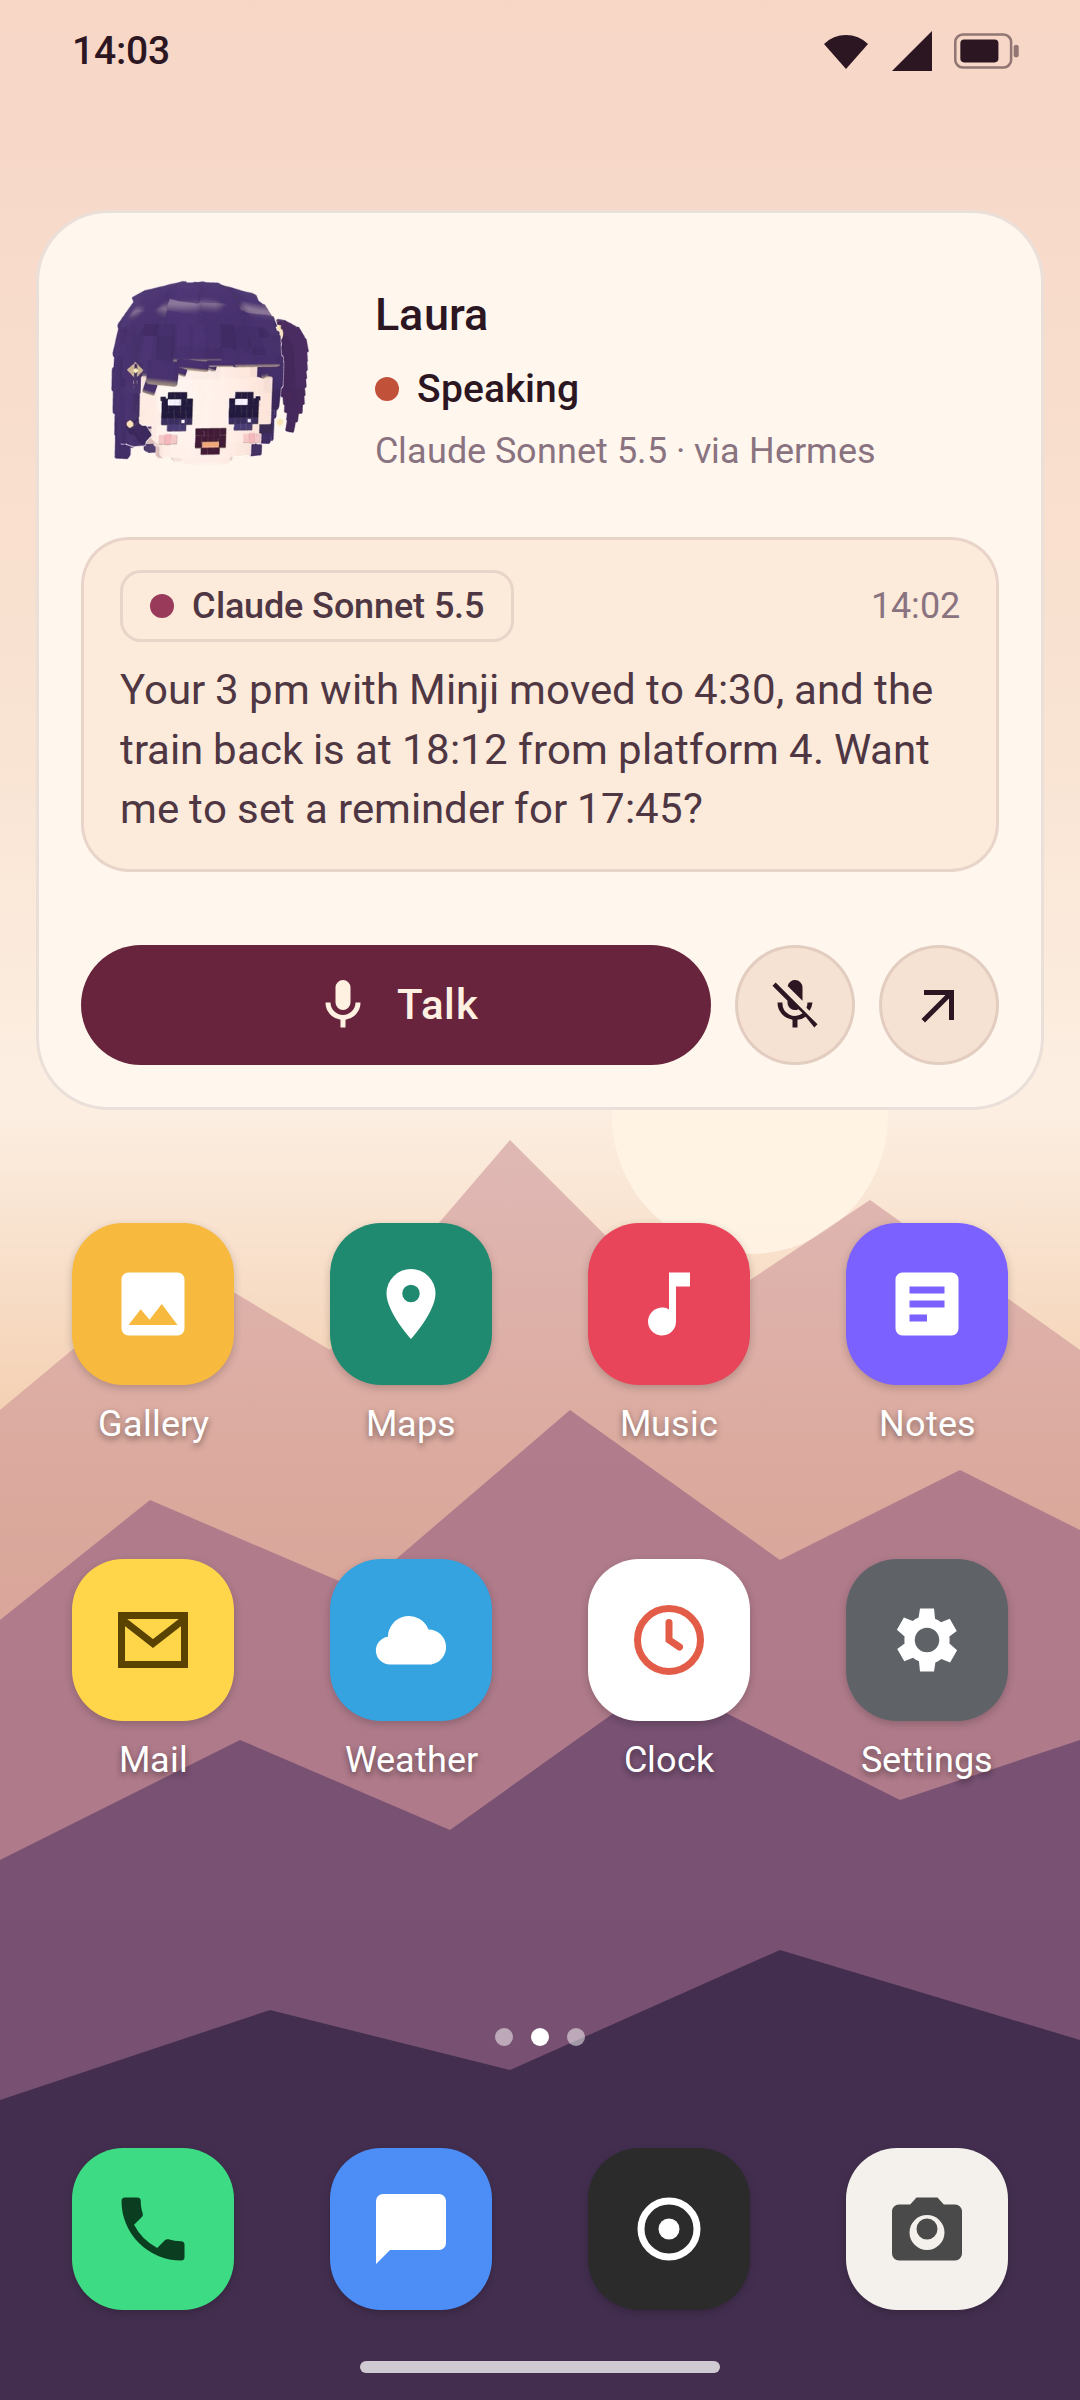 14:03
Laura
Speaking
Claude Sonnet 5.5 · via Hermes
Claude Sonnet 5.5
14:02
Your 3 pm with Minji moved to 4:30, and the
train back is at 18:12 from platform 4. Want
me to set a reminder for 17:45?
Talk
Gallery
Maps
Music
Notes
Mail
Weather
Clock
Settings